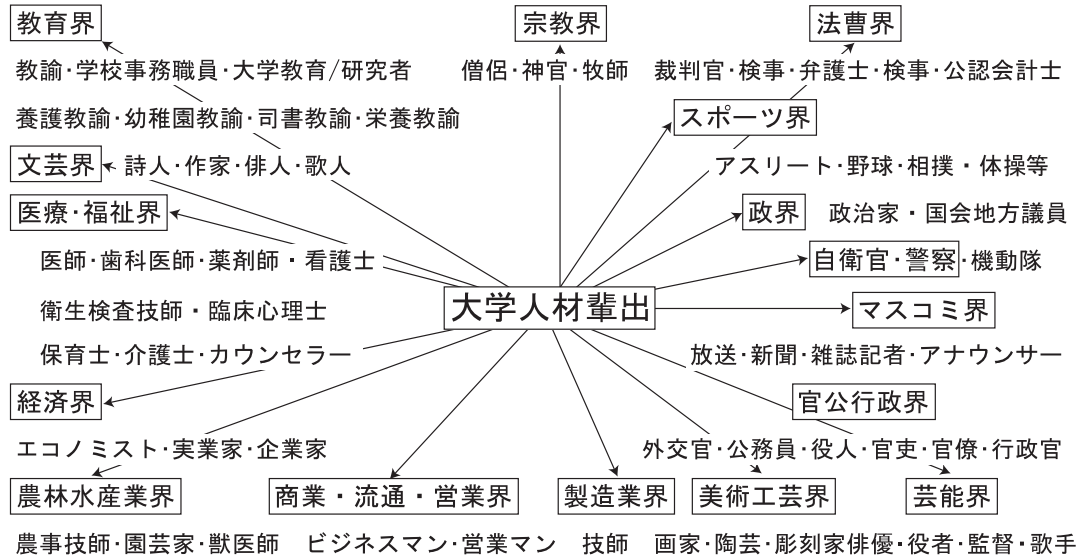 教育界
宗教界
法曹界
教諭·学校事務職員·大学教育/研究者
僧侶·神官·牧師
裁判官·検事·弁護士·検事·公認会計士
スポーツ界
養護教諭·幼稚園教諭·司書教諭·栄養教諭
文芸界
詩人·作家·俳人·歌人
アスリート·野球·相撲・体操等
医療·福祉界
政界
政治家・国会地方議員
医師·歯科医師·薬剤師・看護士
自衛官·警察·機動隊
衛生検査技師・臨床心理士
大学人材輩出
マスコミ界
保育士·介護士·カウンセラー
放送·新聞·雑誌記者·アナウンサー
経済界
官公行政界
エコノミスト·実業家·企業家
外交官·公務員·役人·官吏·官僚·行政官
農林水産業界
商業・流通・営業界
製造業界
美術工芸界
芸能界
農事技師·園芸家·獣医師
ビジネスマン·営業マン
技師
画家·陶芸·彫刻家俳優·役者·監督·歌手